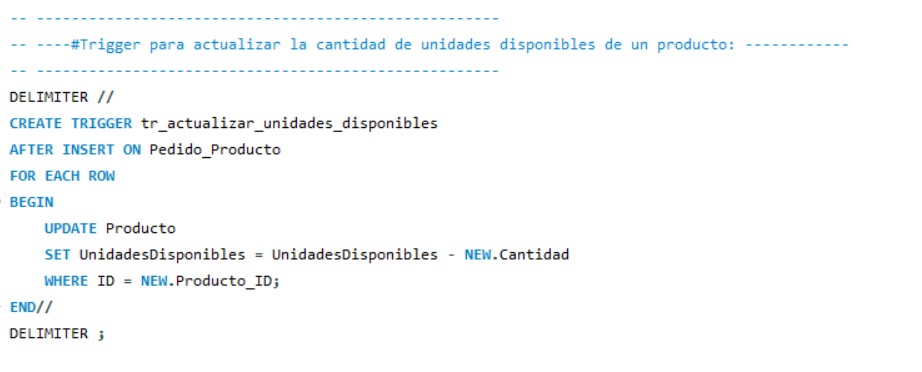 -- -----------------------------------------------------
-- ----#Trigger para actualizar la cantidad de unidades disponibles de un producto: ------------
-- -----------------------------------------------------
DELIMITER //
CREATE TRIGGER tr_actualizar_unidades_disponibles
AFTER INSERT ON Pedido_Producto
FOR EACH ROW
BEGIN
    UPDATE Producto
    SET UnidadesDisponibles = UnidadesDisponibles - NEW.Cantidad
    WHERE ID = NEW.Producto_ID;
END//
DELIMITER ;